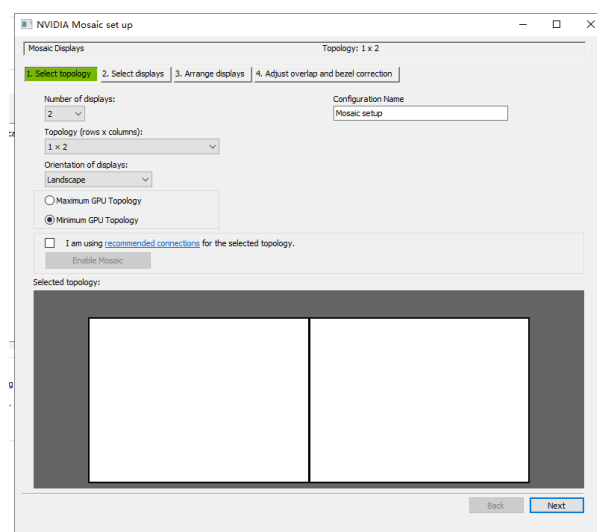 NVIDIA Mosaic set up
Mosaic Displays
Topology: 1 x 2
1. Select topology
2. Select displays
3. Arrange displays
4. Adjust overlap and bezel correction
Number of displays:
2
Configuration Name
Mosaic setup
Topology (rows x columns):
1 × 2
Orientation of displays:
Landscape
Maximum GPU Topology
Minimum GPU Topology
I am using recommended connections for the selected topology.
Enable Mosaic
Selected topology:
Back
Next